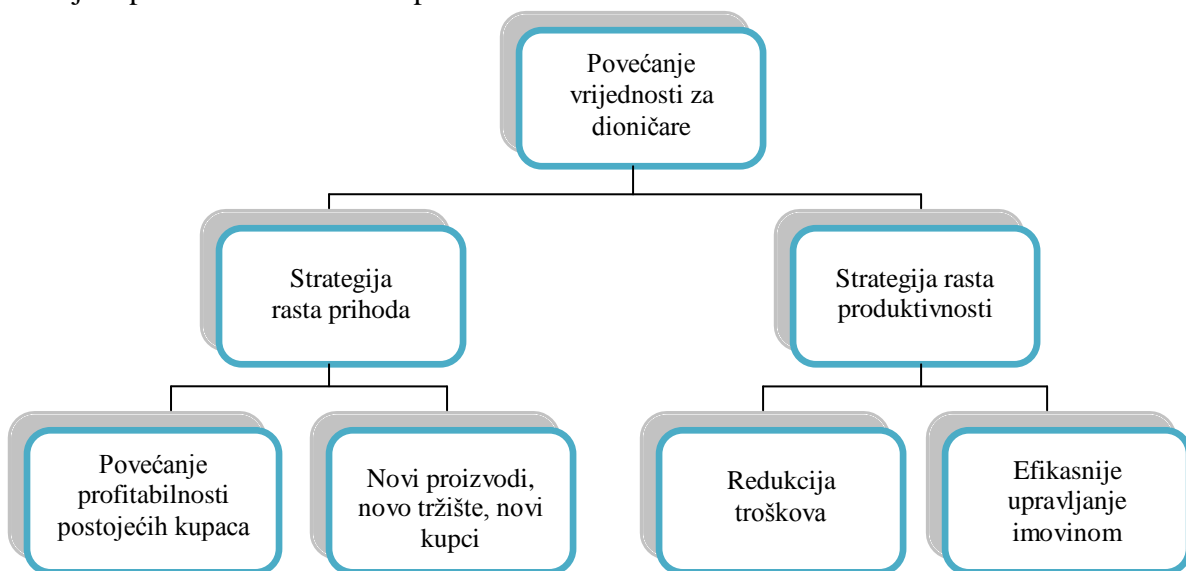 Povećanje
vrijednosti za
dioničare
Strategija
rasta prihoda
Strategija rasta
produktivnosti
Povećanje
profitabilnosti
postojećih kupaca
Novi proizvodi,
novo tržište, novi
kupci
Redukcija
troškova
Efikasnije
upravljanje
imovinom